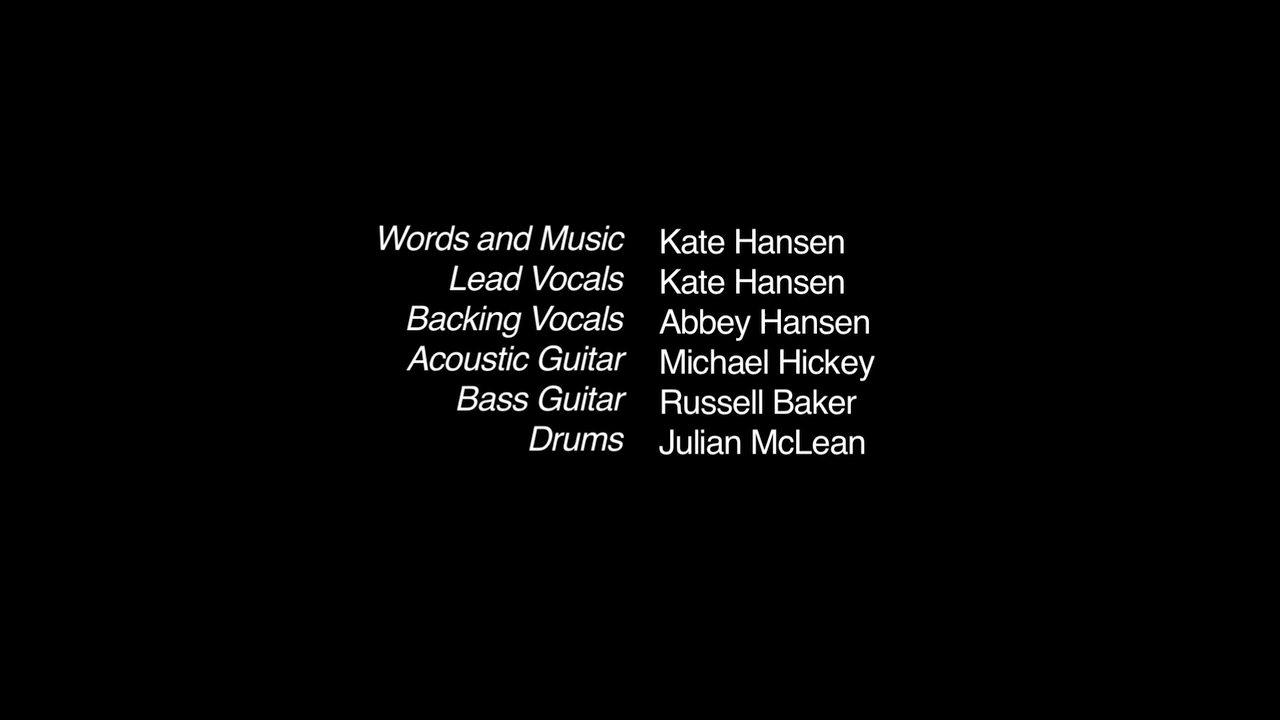 Words and Music Kate Hansen
Lead Vocals Kate Hansen
Backing Vocals Abbey Hansen
Acoustic Guitar Michael Hickey
Bass Guitar Russell Baker
Drums Julian McLean